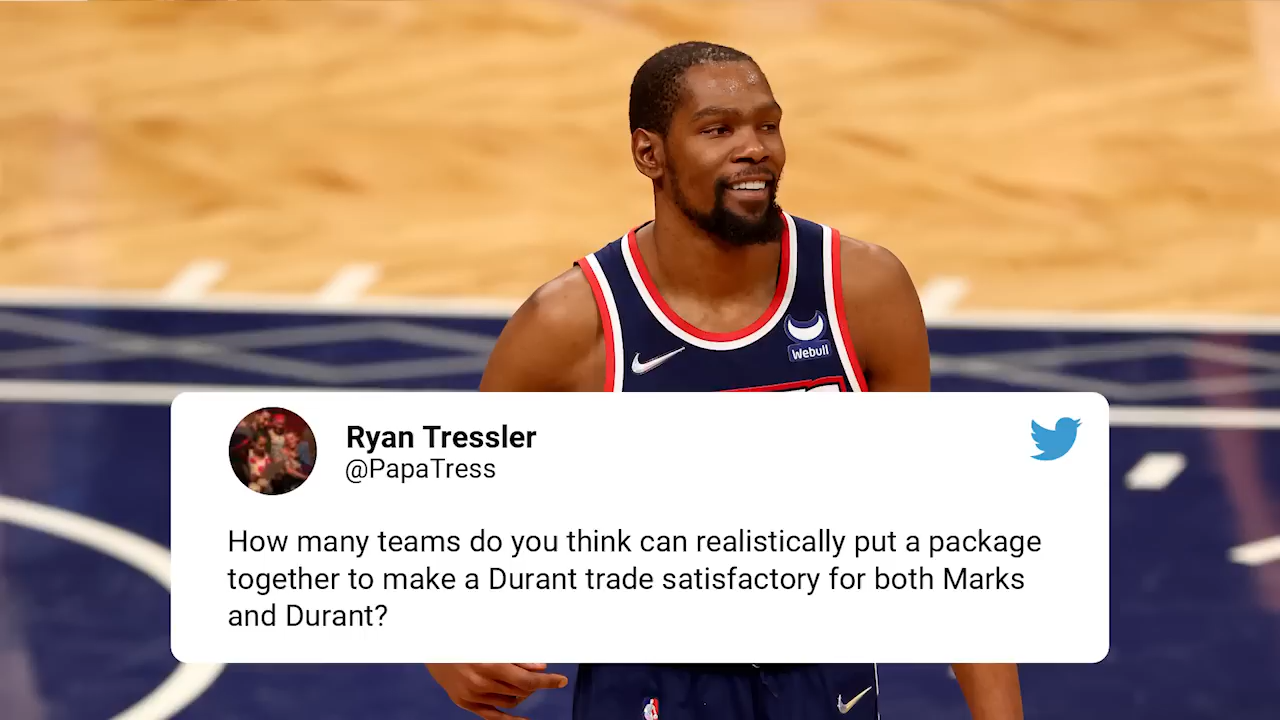 Webull
Ryan Tressler
@PapaTress
How many teams do you think can realistically put a package
together to make a Durant trade satisfactory for both Marks
and Durant?